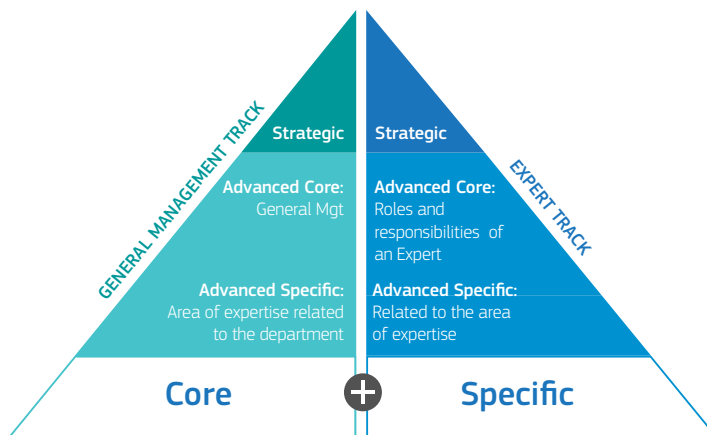 GENERAL MANAGEMENT TRACK
Strategic
Advanced Core:
General Mgt
Advanced Specific:
Area of expertise related
to the department
Strategic
Advanced Core:
Roles and
responsibilities of
an Expert
Advanced Specific:
Related to the area
of expertise
EXPERT TRACK
Core
+
Specific